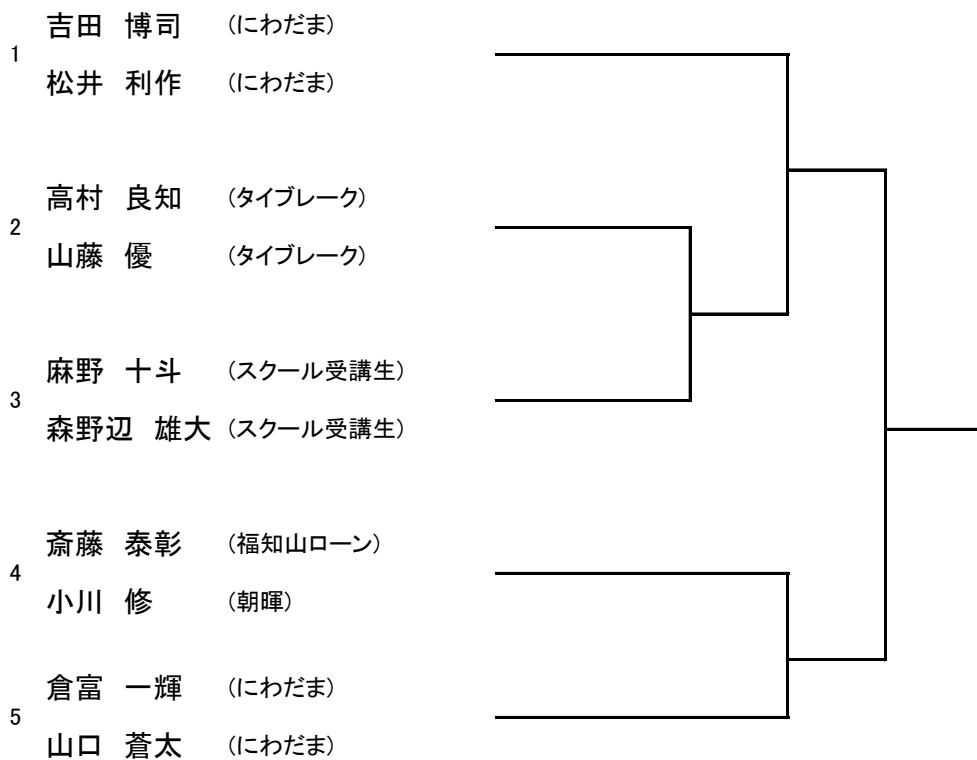 吉田 博司 (にわだま)
1
松井 利作 (にわだま)
高村 良知 (タイブレーク)
2
山藤 優 (タイブレーク)
麻野 十斗 (スクール受講生)
3
森野辺 雄大 (スクール受講生)
斎藤 泰彰 (福知山ローン)
4
小川 修 (朝暉)
倉富 一輝 (にわだま)
5
山口 蒼太 (にわだま)